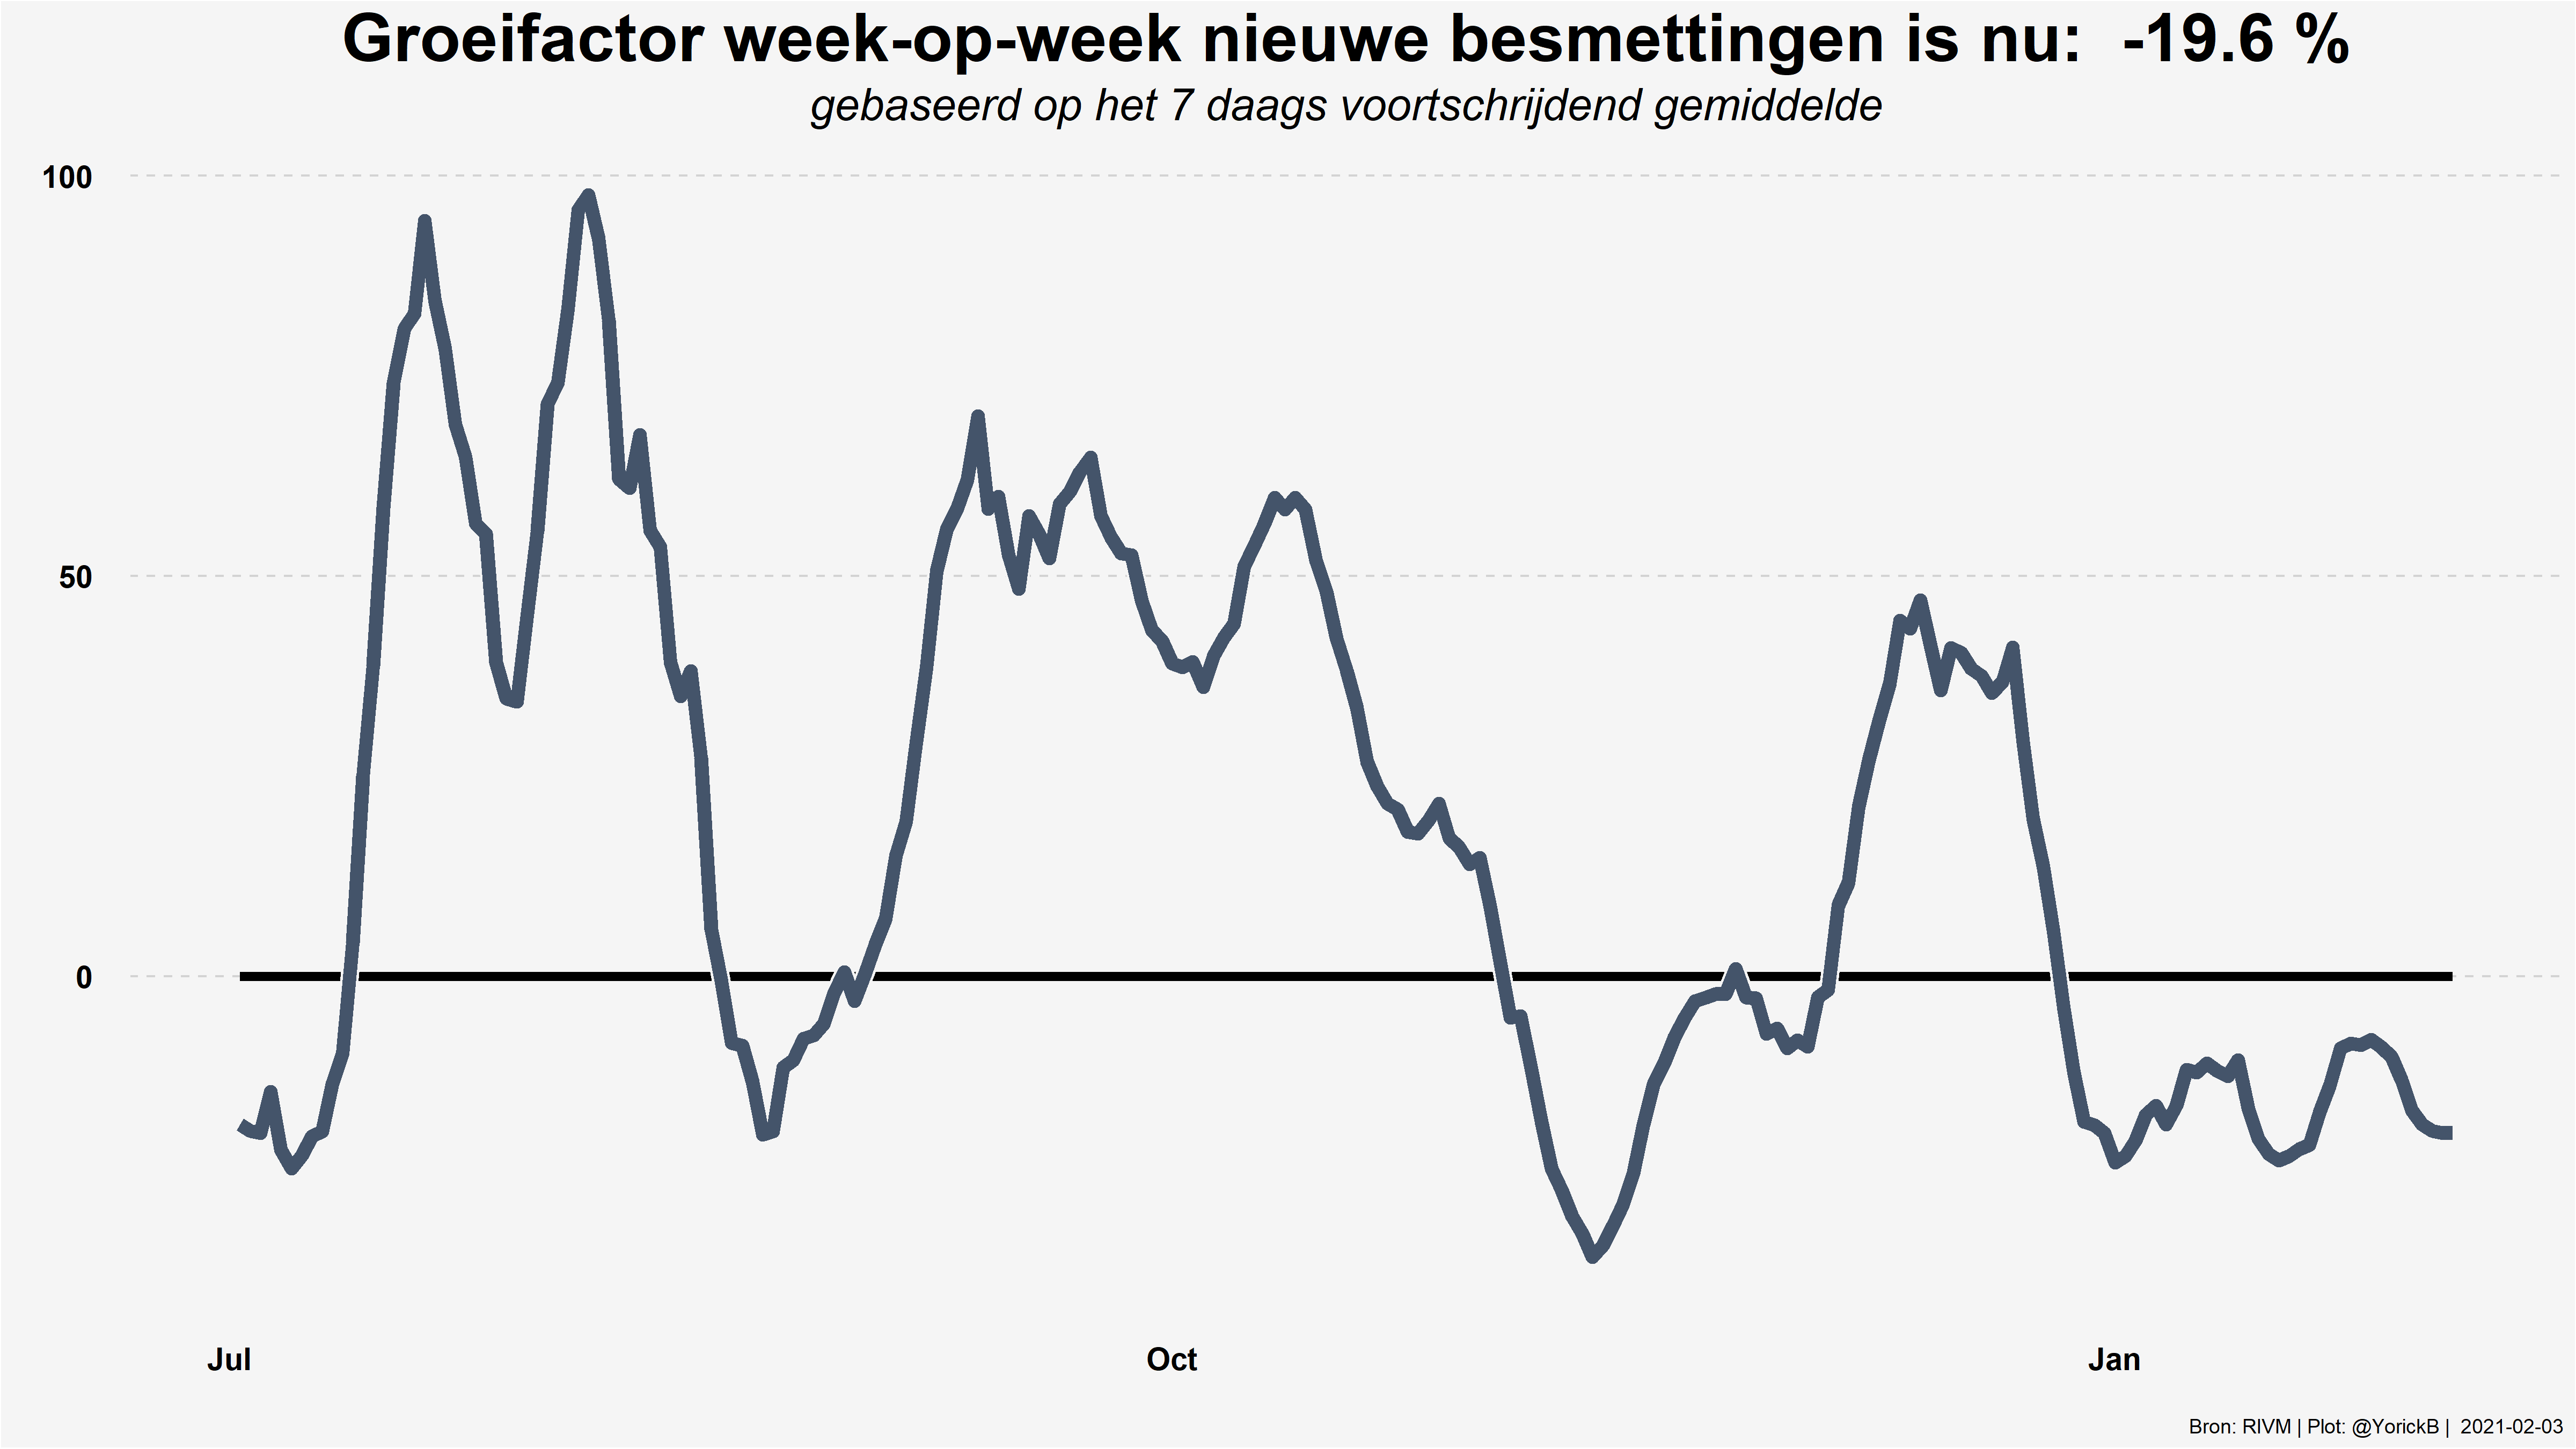 Groeifactor week-op-week nieuwe besmettingen is nu:  -19.6 %
gebaseerd op het 7 daags voortschrijdend gemiddelde
100
50
0
Jul Oct Jan
Bron: RIVM | Plot: @YorickB |  2021-02-03